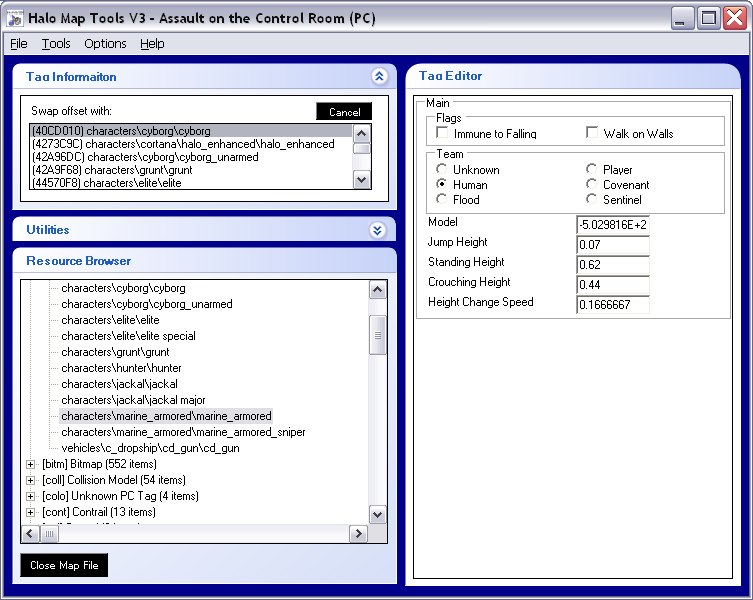 Halo Map Tools V3 - Assault on the Control Room (PC)
File Tools Options Help
Tag Informaiton
Swap offset with:
Cancel
(40CD010) characters\cyborg\cyborg
(4273C9C) characters\cortana\halo_enhanced\halo_enhanced
(42A96DC) characters\cyborg\cyborg_unarmed
(42A9F68) characters\grunt\grunt
(44570F8) characters\elite\elite
Utilities
Resource Browser
characters\cyborg\cyborg
characters\cyborg\cyborg_unarmed
characters\elite\elite
characters\elite\elite special
characters\grunt\grunt
characters\hunter\hunter
characters\jackal\jackal
characters\jackal\jackal major
characters\marine_armored\marine_armored
characters\marine_armored\marine_armored_sniper
vehicles\c_dropship\cd_gun\cd_gun
[bitm] Bitmap (552 items)
[coll] Collision Model (54 items)
[colo] Unknown PC Tag (4 items)
[cont] Contrail (13 items)
Close Map File
Tag Editor
Main
Flags
Immune to Falling
Walk on Walls
Team
Unknown
Player
Human
Covenant
Flood
Sentinel
Model -5.029816E+2
Jump Height 0.07
Standing Height 0.62
Crouching Height 0.44
Height Change Speed 0.1666667